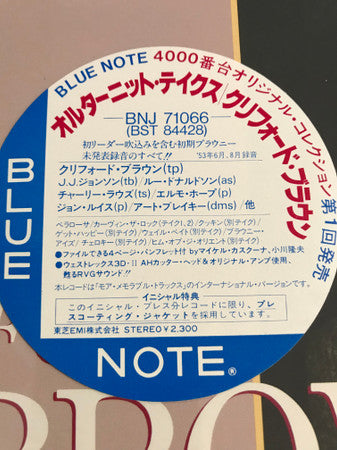 BLUE NOTE 4000番台オリジナル・コレクション第1回発売
オルターニット・テイクス/クリフォード・ブラウン
BNJ 71066
(BST 84428)
初リーダー吹込みを含む初期ブラウニー
未発表録音のすべて!! '53年6月、8月録音
クリフォード・ブラウン(tp)
J.J.ジョンソン(tb)/ルー・ドナルドソン(as)
チャーリー・ラウズ(ts)/エルモ・ホープ(p)
ジョン・ルイス(p)/アート・ブレイキー(dms)/他
ベラローサ/カーヴィン・ザ・ロック(テイク1、2)/クッキン(別テイク)/
ゲット・ハッピー(別テイク)/ウェイル・ベイト(別テイク)/ブラウニー・
アイズ/チェロキー(別テイク)/ヒム・オブ・ジ・オリエント(別テイク)
●ファイルできる4ページ・パンフレット付 byマイケル・カスクーナ、小川隆夫
●ウェストレックス3D-II AHカッター・ヘッド&オリジナル・アンプ使用、
甦るRVGサウンド!!
本レコードは「モア・メモラブル・トラックス」のインターナショナル・バージョンです。
イニシャル特典
このイニシャル・プレス分レコードに限り、プレ
スコーティング・ジャケットを採用しています。
東芝EMI株式会社 STEREO ¥2,300
BLUE
NOTE®